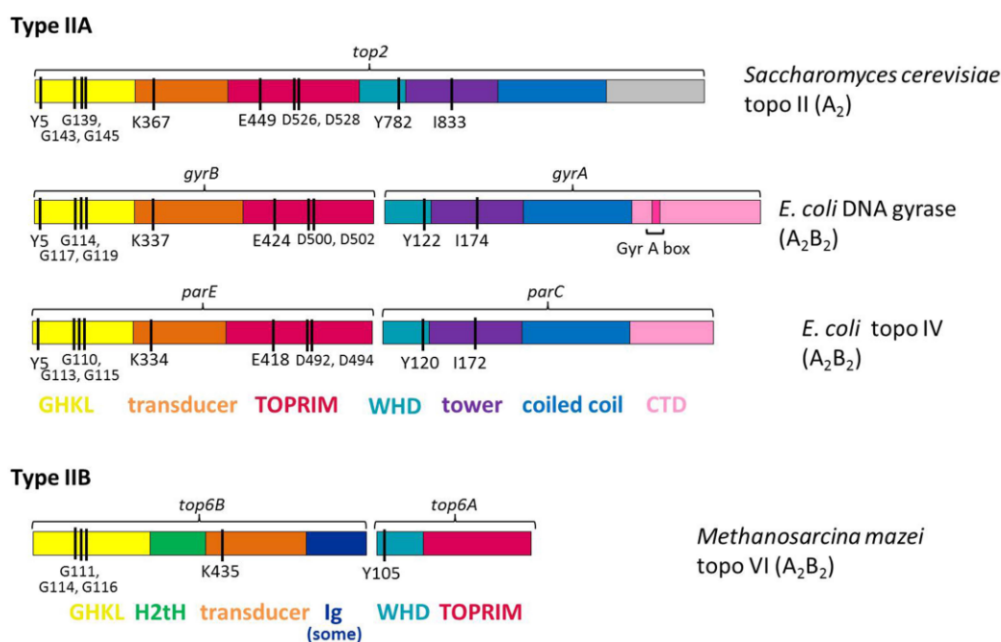 Type IIA
top2
Saccharomyces cerevisiae
topo II (A2)
Y5
G139,
G143, G145
K367
E449
D526, D528
Y782
I833
gyrB
gyrA
E. coli DNA gyrase
(A2B2)
Y5
G114,
G117, G119
K337
E424
D500, D502
Y122
I174
Gyr A box
parE
parC
E. coli topo IV
(A2B2)
Y5
G110,
G113, G115
K334
E418
D492, D494
Y120
I172
GHKL transducer TOPRIM WHD tower coiled coil CTD
Type IIB
top6B
top6A
Methanosarcina mazei
topo VI (A2B2)
G111,
G114, G116
K435
Y105
GHKL H2tH transducer Ig WHD TOPRIM
(some)